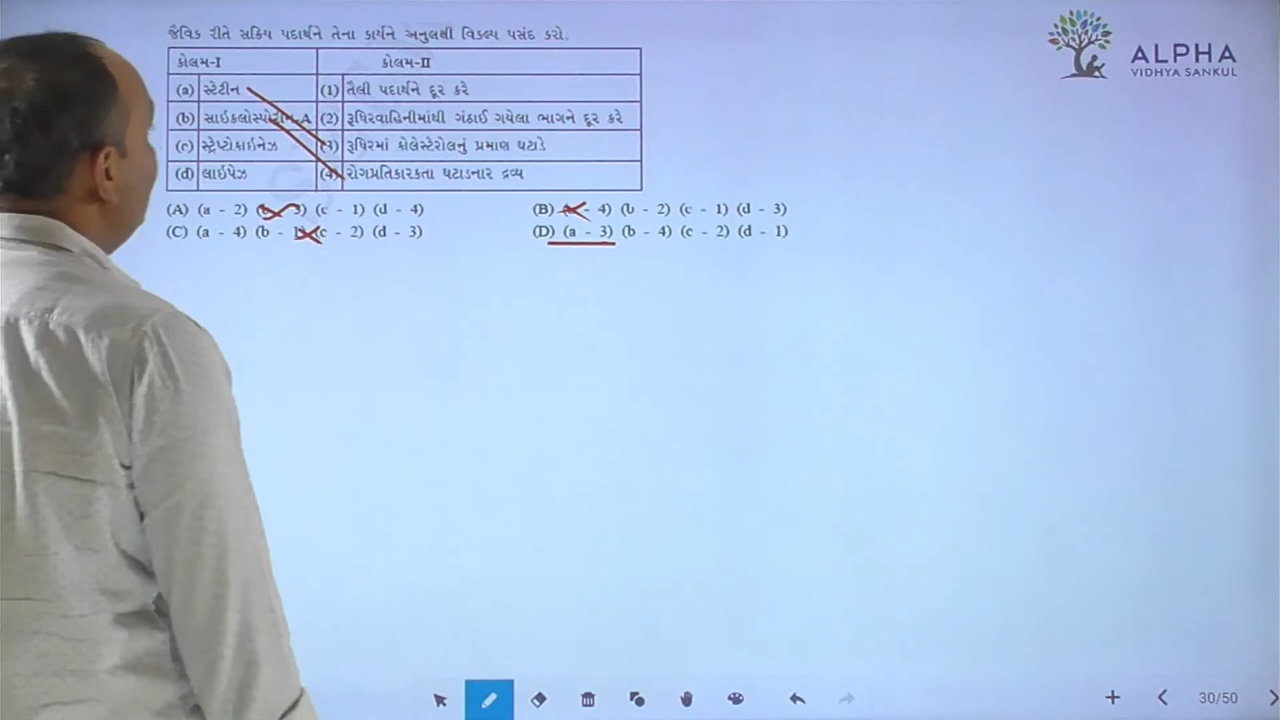 જૈવિક રીતે સક્રિય પદાર્થને તેના કાર્યને અનુલક્ષી વિકલ્પ પસંદ કરો.
કોલમ-I કોલમ-II
(a) સ્ટેટીન (1) તૈલી પદાર્થને દૂર કરે
(b) સાઇક્લોસ્પોરીન-A (2) રૂધિરવાહિનીમાંથી ગંઠાઈ ગયેલા ભાગને દૂર કરે
(c) સ્ટ્રેપ્ટોકાઇનેઝ (3) રૂધિરમાં કોલેસ્ટેરોલનું પ્રમાણ ઘટાડે
(d) લાઇપેઝ (4) રોગપ્રતિકારકતા ઘટાડનાર દ્રવ્ય
(A) (a - 2) (b - 3) (c - 1) (d - 4) (B) (a - 4) (b - 2) (c - 1) (d - 3)
(C) (a - 4) (b - 1) (c - 2) (d - 3) (D) (a - 3) (b - 4) (c - 2) (d - 1)
ALPHA
VIDHYA SANKUL
30/50